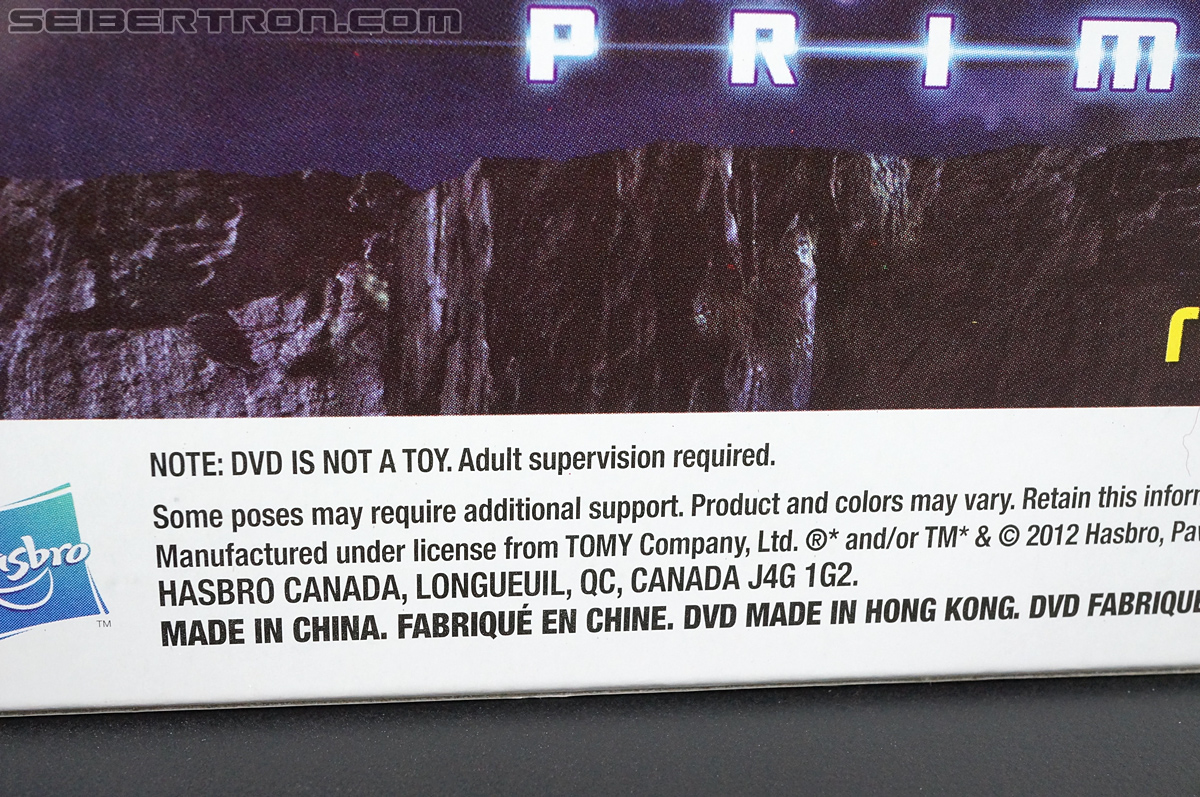 SEIBERTRON.COM
PRIM
NOTE: DVD IS NOT A TOY. Adult supervision required.
Some poses may require additional support. Product and colors may vary. Retain this infor
Manufactured under license from TOMY Company, Ltd. ®* and/or TM* & © 2012 Hasbro, Pa
HASBRO CANADA, LONGUEUIL, QC, CANADA J4G 1G2.
MADE IN CHINA. FABRIQUÉ EN CHINE. DVD MADE IN HONG KONG. DVD FABRIQU
asbro
TM